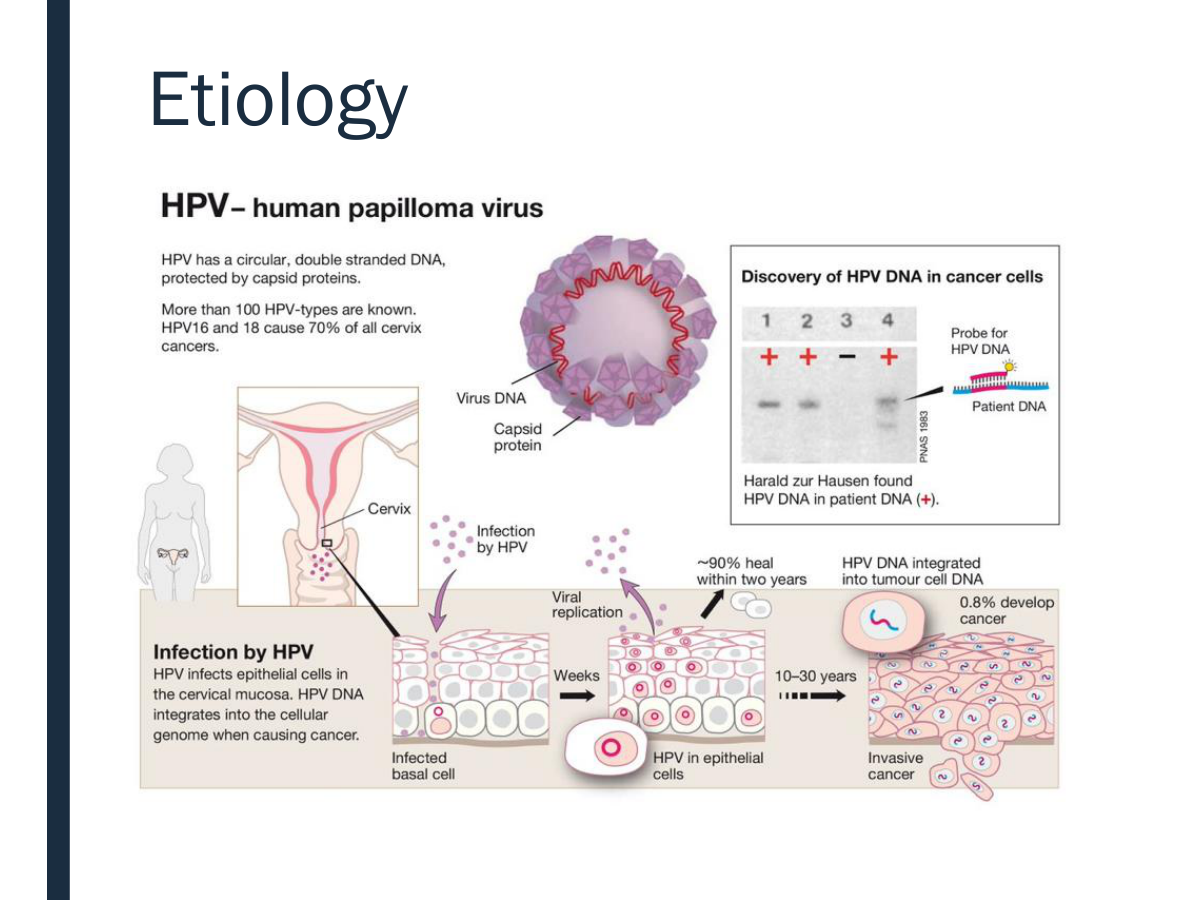 Etiology
HPV– human papilloma virus
HPV has a circular, double stranded DNA,
protected by capsid proteins.
More than 100 HPV-types are known.
HPV16 and 18 cause 70% of all cervix
cancers.
Virus DNA
Capsid
protein
Discovery of HPV DNA in cancer cells
1 2 3 4
+ + – +
Probe for
HPV DNA
Patient DNA
PNAS 1983
Harald zur Hausen found
HPV DNA in patient DNA (+).
Cervix
Infection
by HPV
Viral
replication
~90% heal
within two years
HPV DNA integrated
into tumour cell DNA
0.8% develop
cancer
Infection by HPV
HPV infects epithelial cells in
the cervical mucosa. HPV DNA
integrates into the cellular
genome when causing cancer.
Weeks
10–30 years
Infected
basal cell
HPV in epithelial
cells
Invasive
cancer